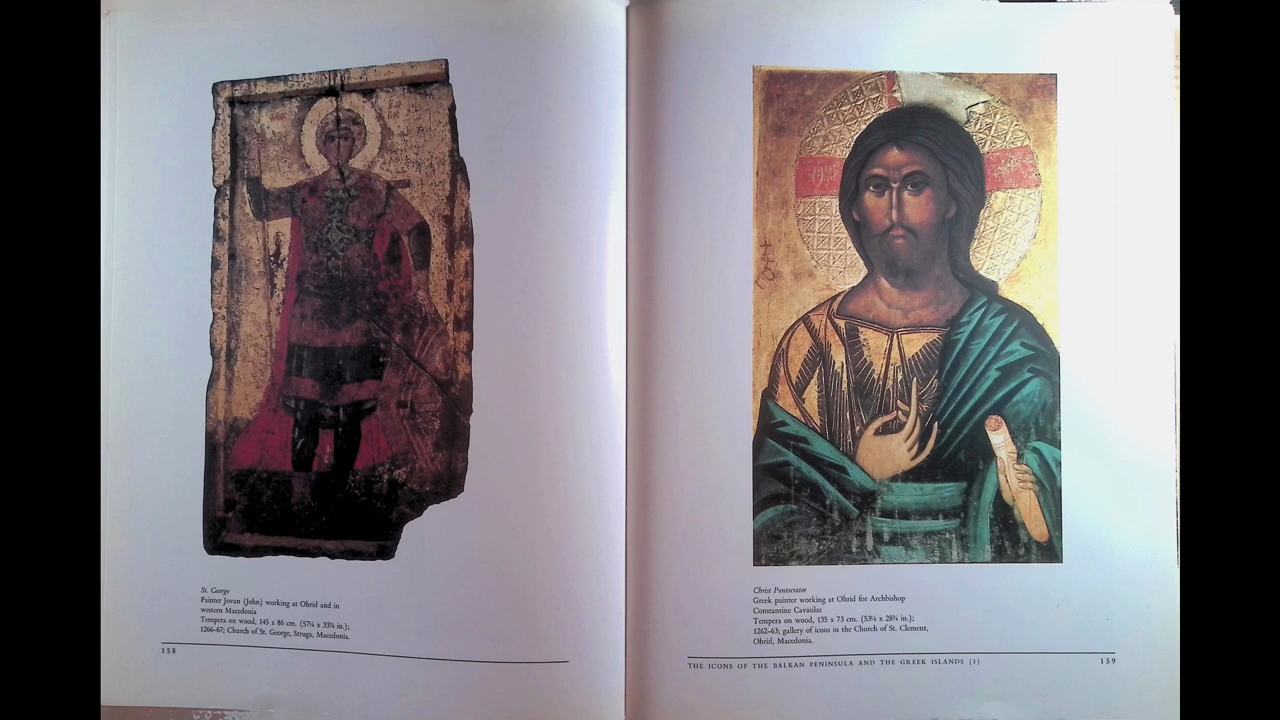 St. George
Painter Jovan (John) working at Ohrid and in
western Macedonia
Tempera on wood, 145 x 86 cm. (57⅛ x 33⅞ in.);
1266–67; Church of St. George, Struga, Macedonia.
158
Christ Pantocrator
Greek painter working at Ohrid for Archbishop
Constantine Cavasilas
Tempera on wood, 135 x 73 cm. (53¼ x 28¾ in.);
1262–63; gallery of icons in the Church of St. Clement,
Ohrid, Macedonia.
THE ICONS OF THE BALKAN PENINSULA AND THE GREEK ISLANDS (1)
159